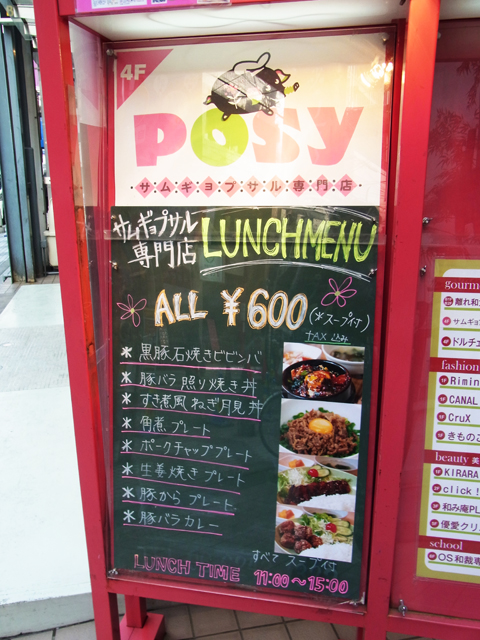 4F
POSY
・サムギョプサル専門店・
サムギョプサル
専門店
LUNCHMENU
ALL ¥600 (※スープ付)
TAX込み
＊黒豚石焼きビビンバ
＊豚バラ照り焼き丼
＊すき煮風ねぎ月見丼
＊角煮プレート
＊ポークチャッププレート
＊生姜焼きプレート
＊豚からプレート
＊豚バラカレー
すべてスープ付
LUNCH TIME 11:00〜15:00
gourme
離れ和
サムギョ
ドルチェ
fashion
Rimin
CANAL
CruX
きものこ
beauty 美
KIRARA
click!
和み庵PL
優愛クリ
school
OS和裁専